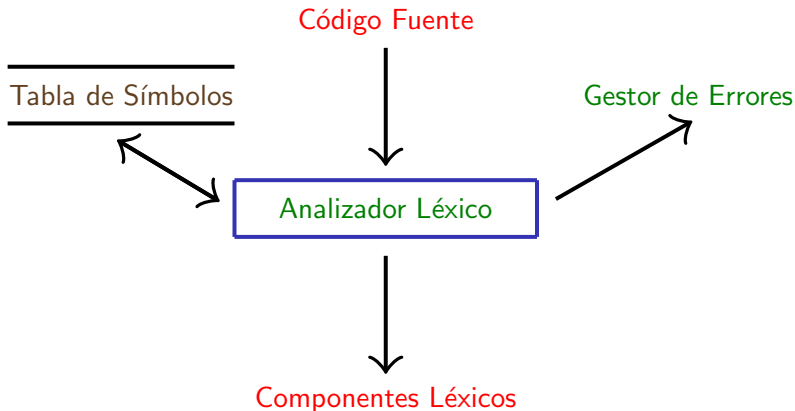 Código Fuente
Tabla de Símbolos
Gestor de Errores
Analizador Léxico
Componentes Léxicos